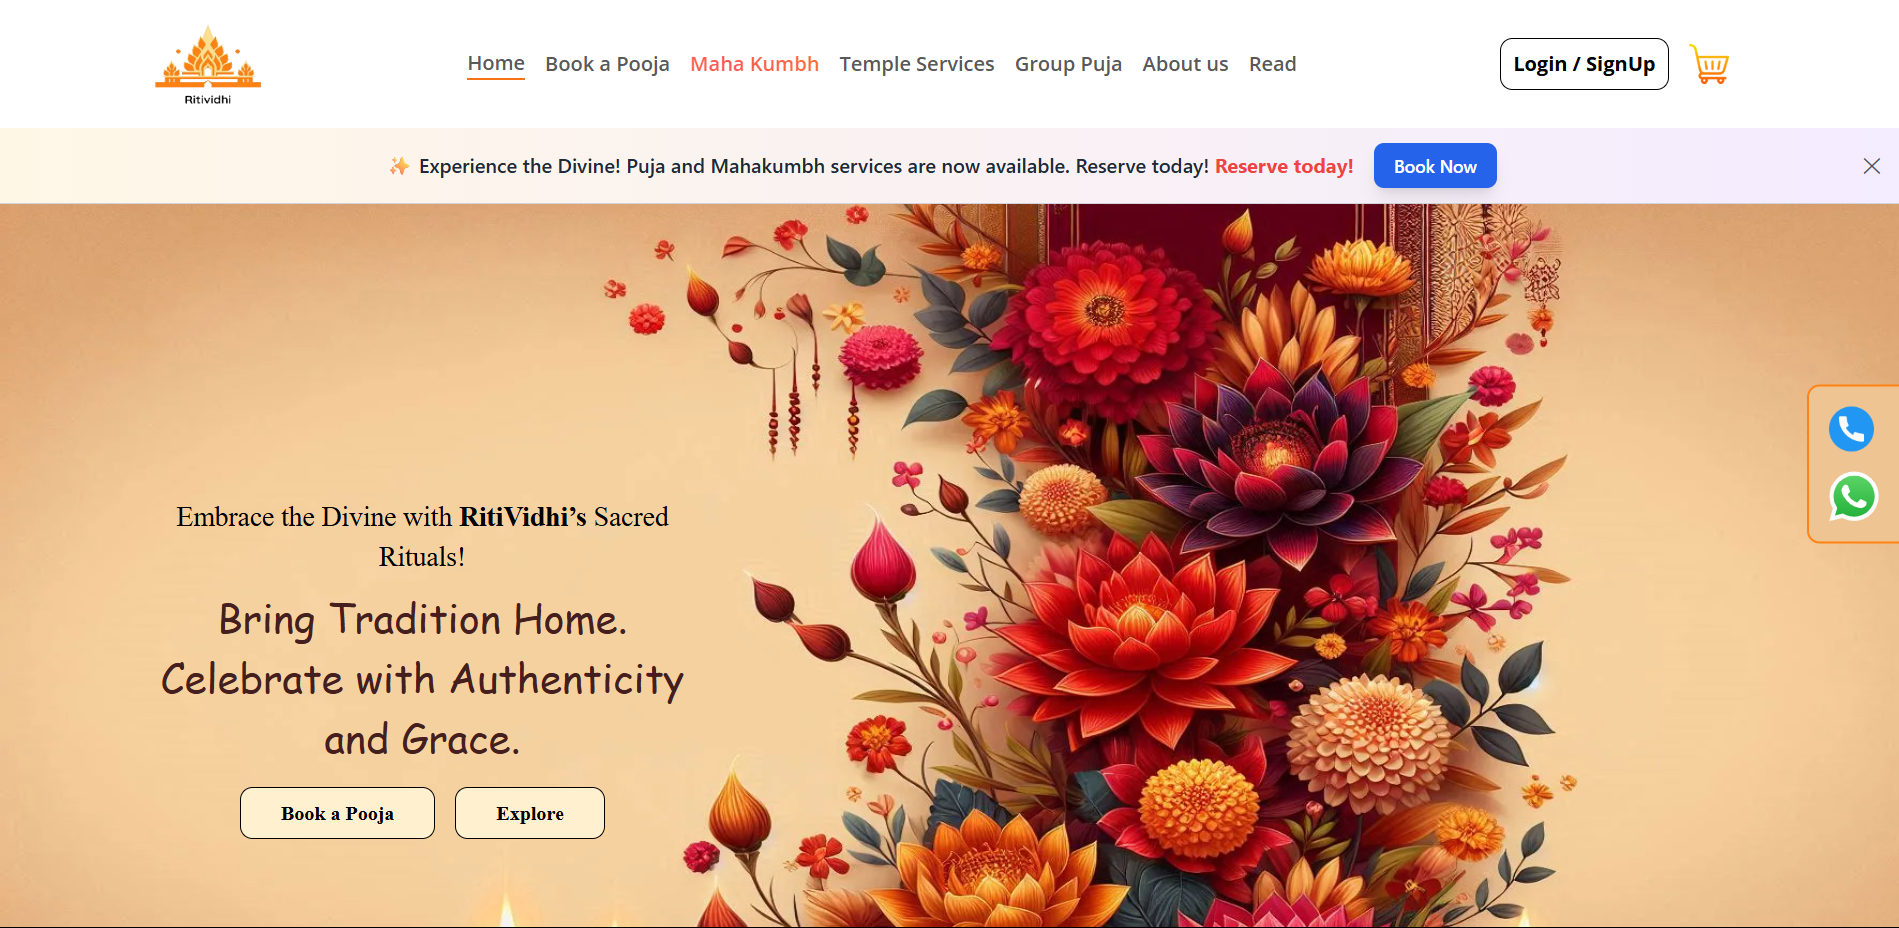 Ritividhi
Home Book a Pooja Maha Kumbh Temple Services Group Puja About us Read
Login / SignUp
Experience the Divine! Puja and Mahakumbh services are now available. Reserve today! Reserve today!
Book Now
Embrace the Divine with RitiVidhi’s Sacred
Rituals!
Bring Tradition Home.
Celebrate with Authenticity
and Grace.
Book a Pooja
Explore